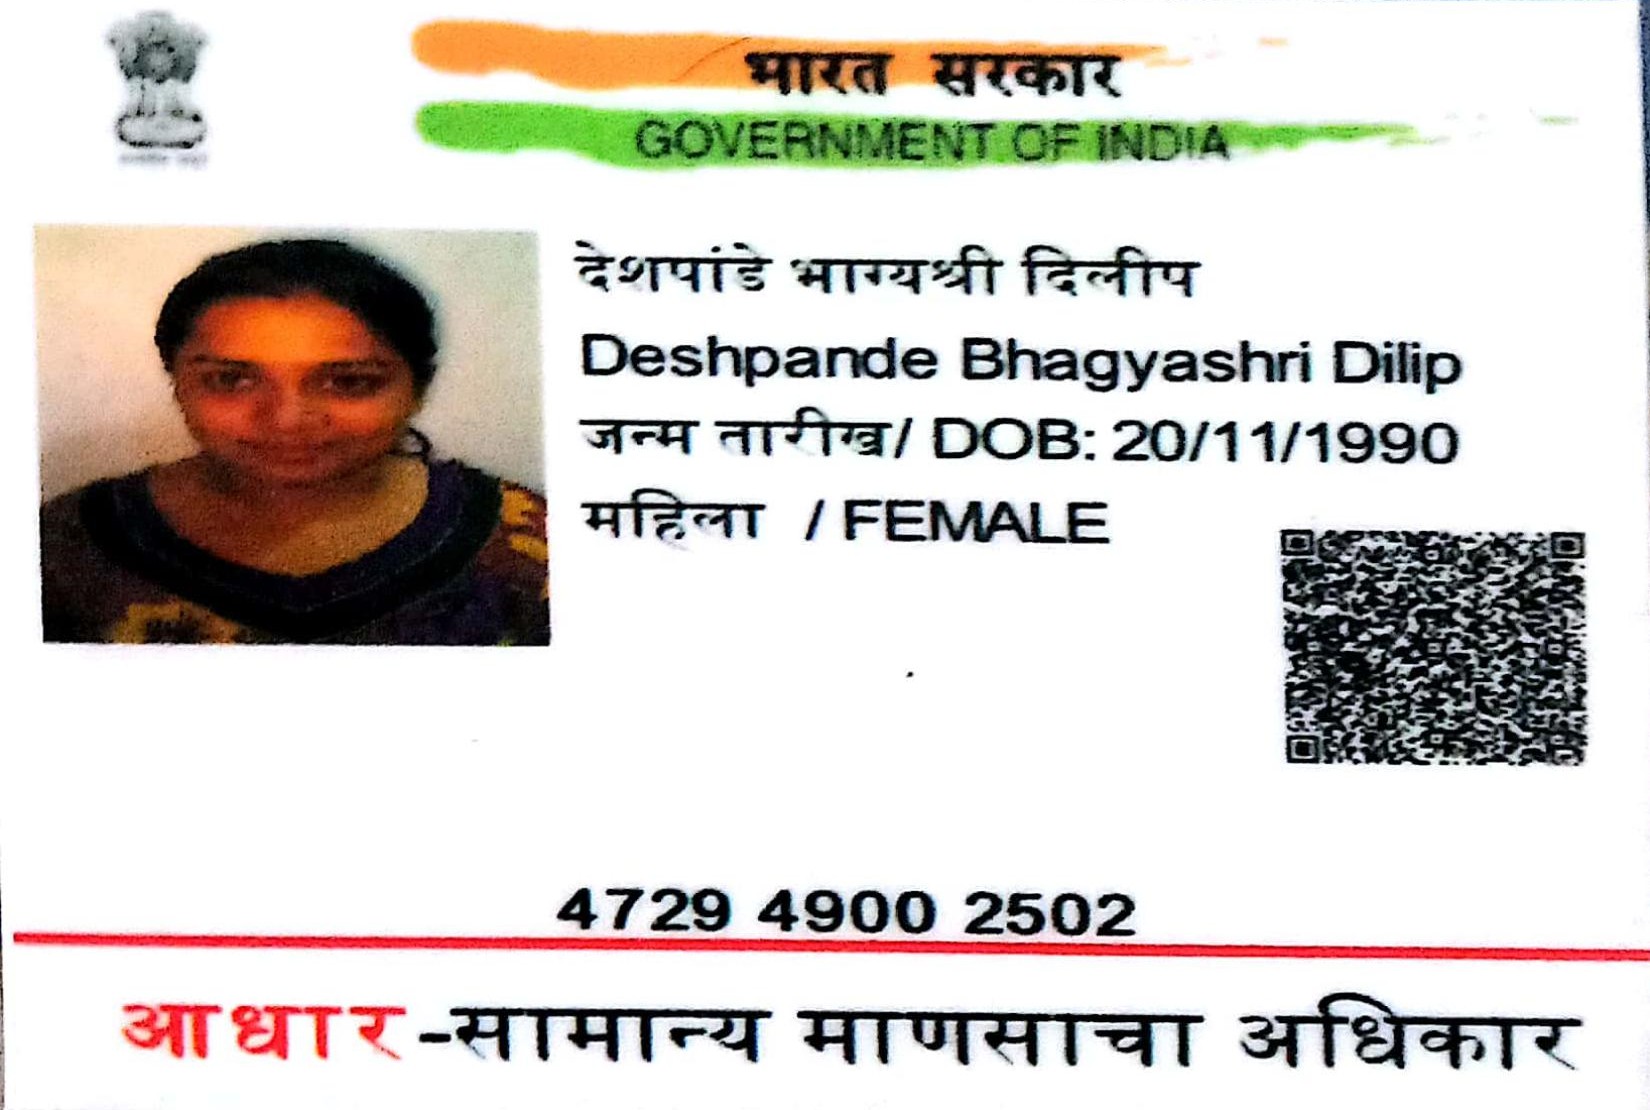 भारत सरकार
GOVERNMENT OF INDIA
देशपांडे भाग्यश्री दिलीप
Deshpande Bhagyashri Dilip
जन्म तारीख/ DOB: 20/11/1990
महिला / FEMALE
4729 4900 2502
आधार -सामान्य माणसाचा अधिकार